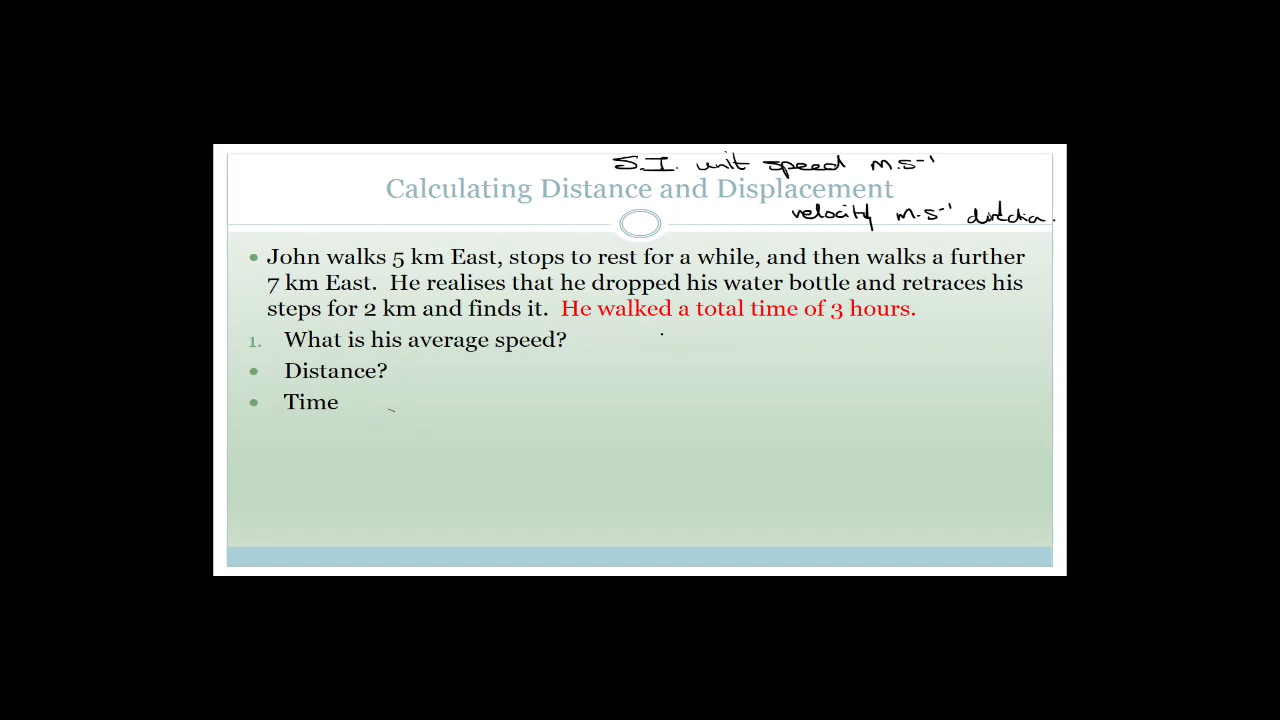 S.I. unit speed m.s⁻¹
Calculating Distance and Displacement
velocity m.s⁻¹ direction.
• John walks 5 km East, stops to rest for a while, and then walks a further
7 km East. He realises that he dropped his water bottle and retraces his
steps for 2 km and finds it. He walked a total time of 3 hours.
1. What is his average speed?
• Distance?
• Time